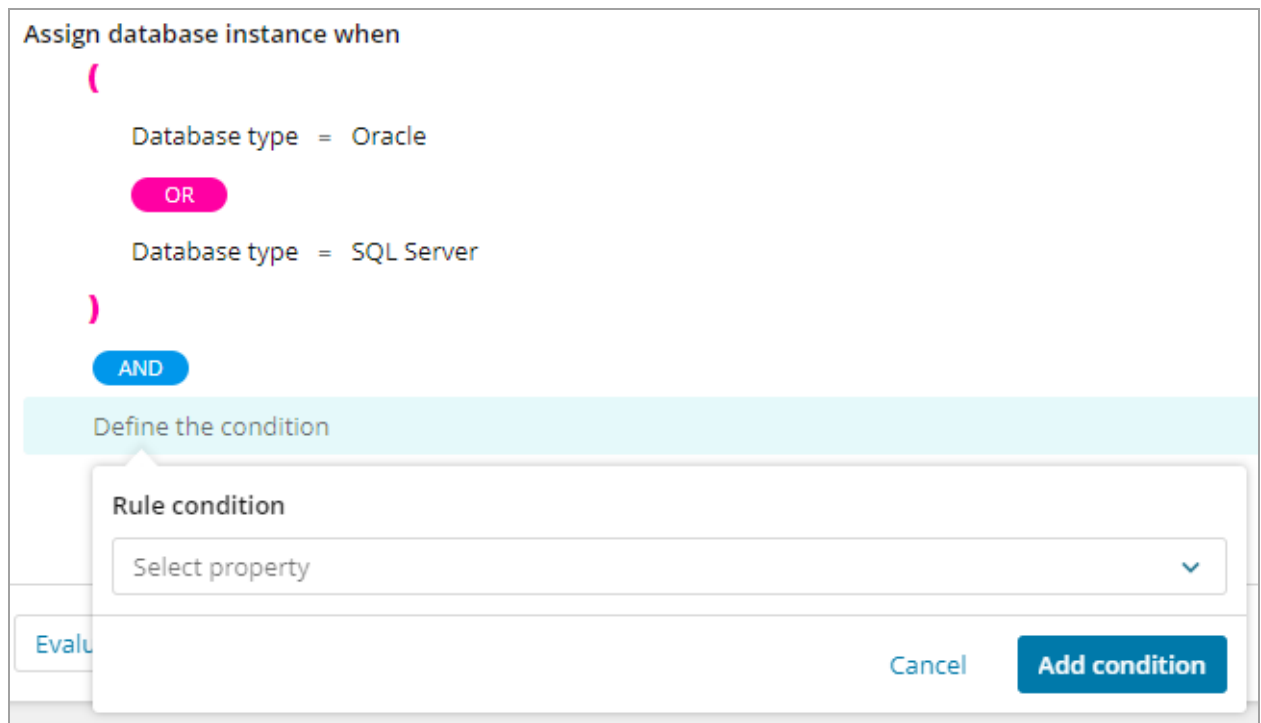 Assign database instance when
(
Database type = Oracle
OR
Database type = SQL Server
)
AND
Define the condition
Rule condition
Select property
Evalu
Cancel Add condition